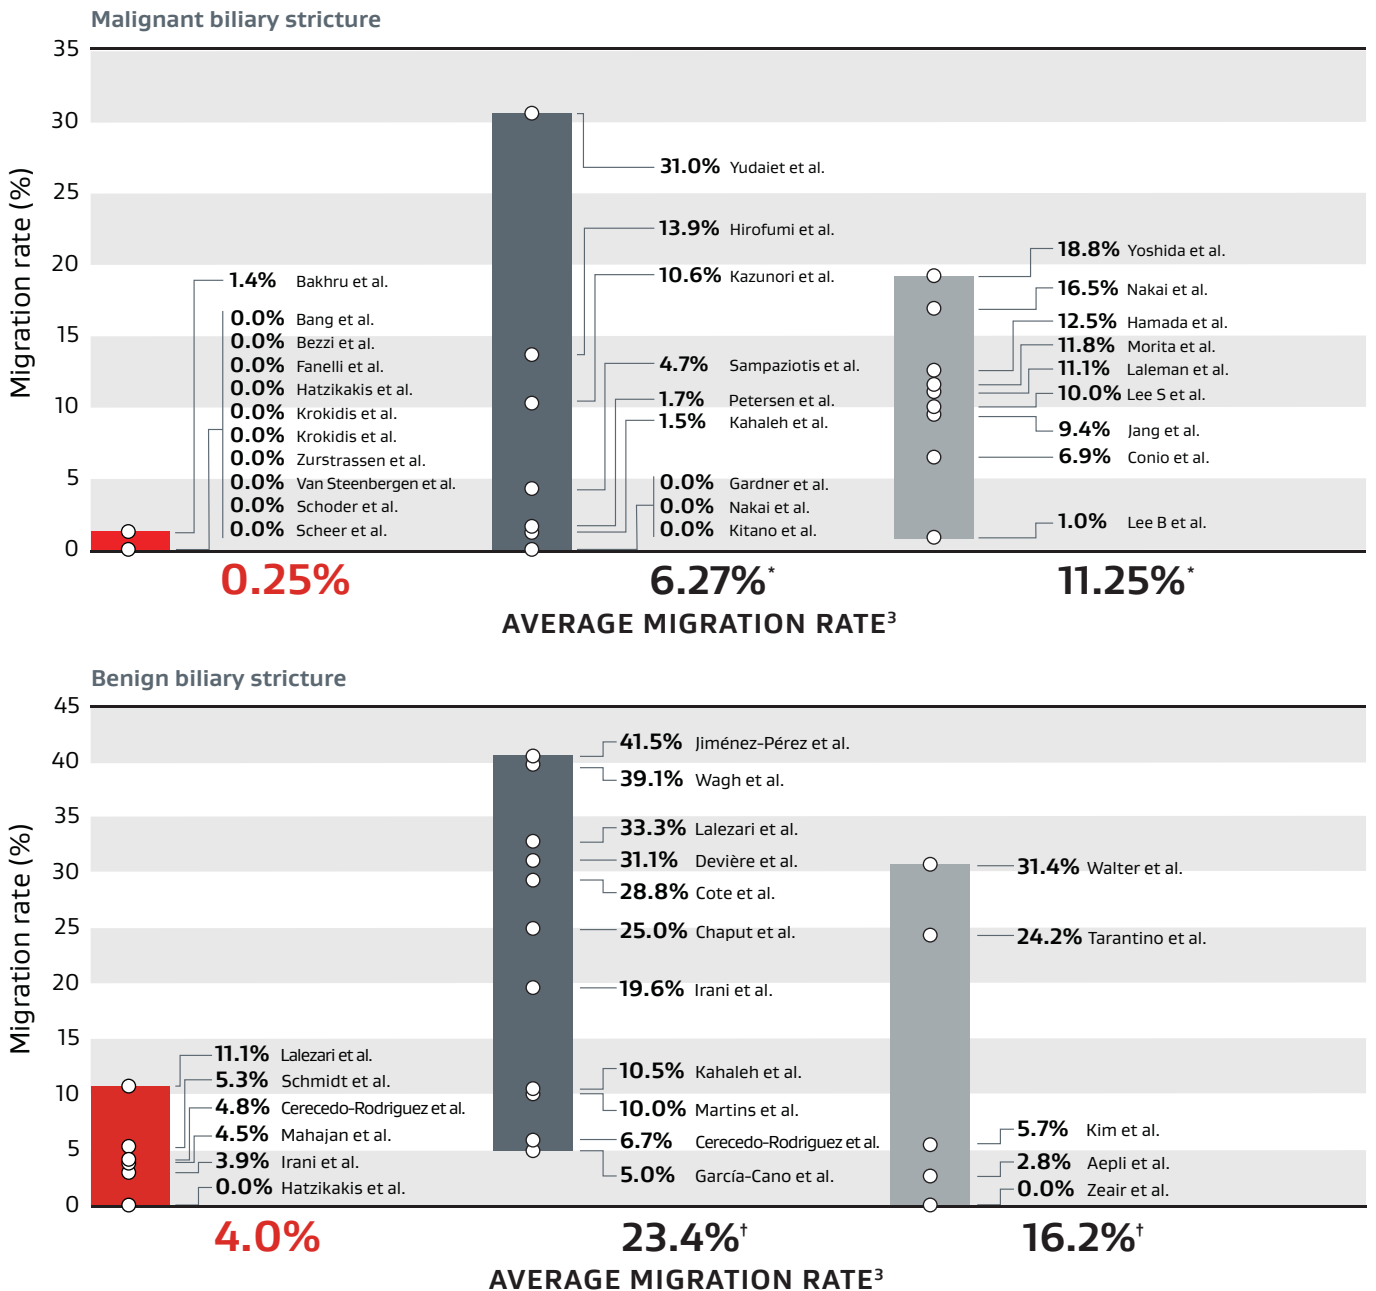 Malignant biliary stricture
Migration rate (%)
35
30
25
20
15
10
5
0
1.4% Bakhru et al.
0.0% Bang et al.
0.0% Bezzi et al.
0.0% Fanelli et al.
0.0% Hatzikakis et al.
0.0% Krokidis et al.
0.0% Krokidis et al.
0.0% Zurstrassen et al.
0.0% Van Steenbergen et al.
0.0% Schoder et al.
0.0% Scheer et al.
31.0% Yudaiet et al.
13.9% Hirofumi et al.
10.6% Kazunori et al.
4.7% Sampaziotis et al.
1.7% Petersen et al.
1.5% Kahaleh et al.
0.0% Gardner et al.
0.0% Nakai et al.
0.0% Kitano et al.
18.8% Yoshida et al.
16.5% Nakai et al.
12.5% Hamada et al.
11.8% Morita et al.
11.1% Laleman et al.
10.0% Lee S et al.
9.4% Jang et al.
6.9% Conio et al.
1.0% Lee B et al.
0.25% 6.27%* 11.25%*
AVERAGE MIGRATION RATE³
Benign biliary stricture
Migration rate (%)
45
40
35
30
25
20
15
10
5
0
11.1% Lalezari et al.
5.3% Schmidt et al.
4.8% Cerecedo-Rodriguez et al.
4.5% Mahajan et al.
3.9% Irani et al.
0.0% Hatzikakis et al.
41.5% Jiménez-Pérez et al.
39.1% Wagh et al.
33.3% Lalezari et al.
31.1% Devière et al.
28.8% Cote et al.
25.0% Chaput et al.
19.6% Irani et al.
10.5% Kahaleh et al.
10.0% Martins et al.
6.7% Cerecedo-Rodriguez et al.
5.0% García-Cano et al.
31.4% Walter et al.
24.2% Tarantino et al.
5.7% Kim et al.
2.8% Aepli et al.
0.0% Zeair et al.
4.0% 23.4%† 16.2%†
AVERAGE MIGRATION RATE³